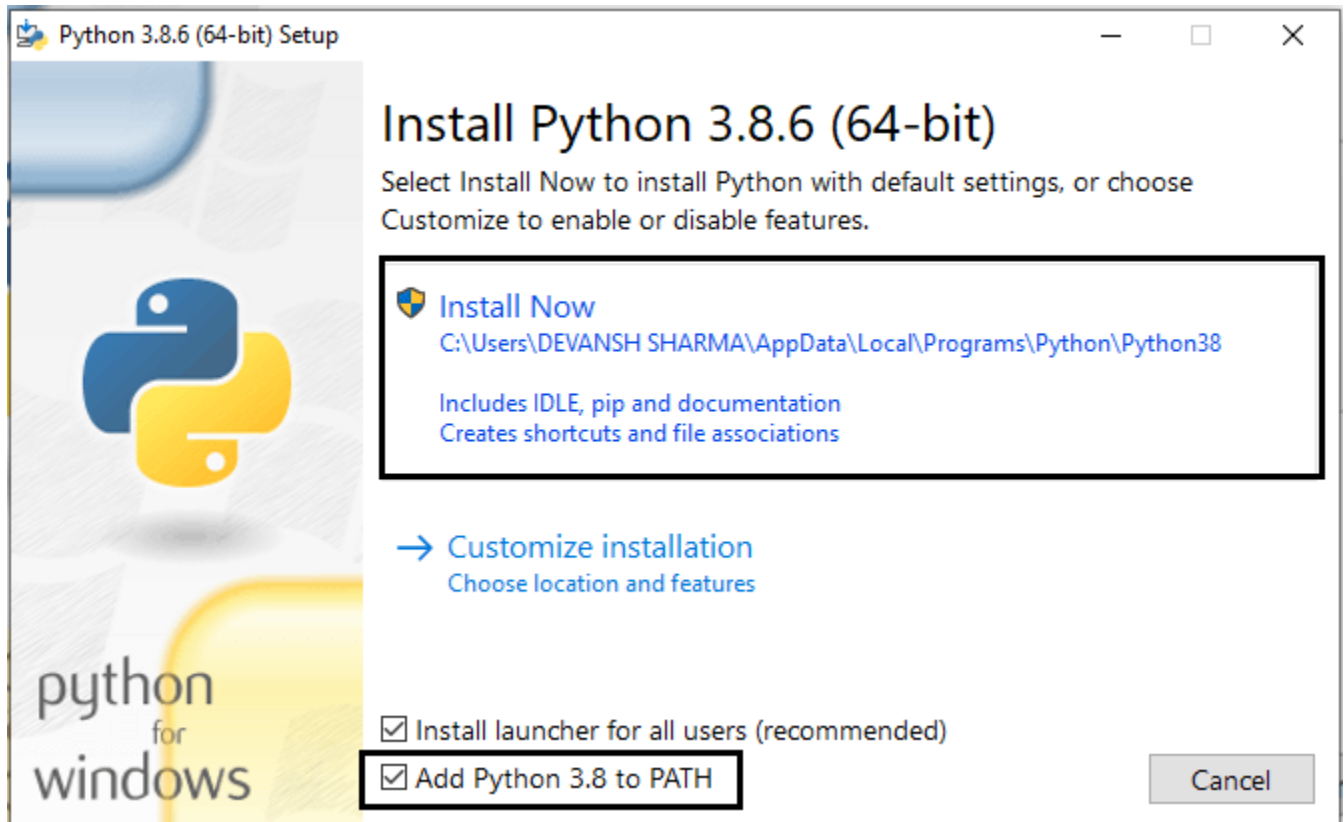 Python 3.8.6 (64-bit) Setup
Install Python 3.8.6 (64-bit)
Select Install Now to install Python with default settings, or choose
Customize to enable or disable features.
Install Now
C:\Users\DEVANSH SHARMA\AppData\Local\Programs\Python\Python38
Includes IDLE, pip and documentation
Creates shortcuts and file associations
Customize installation
Choose location and features
python
for
windows
Install launcher for all users (recommended)
Add Python 3.8 to PATH
Cancel